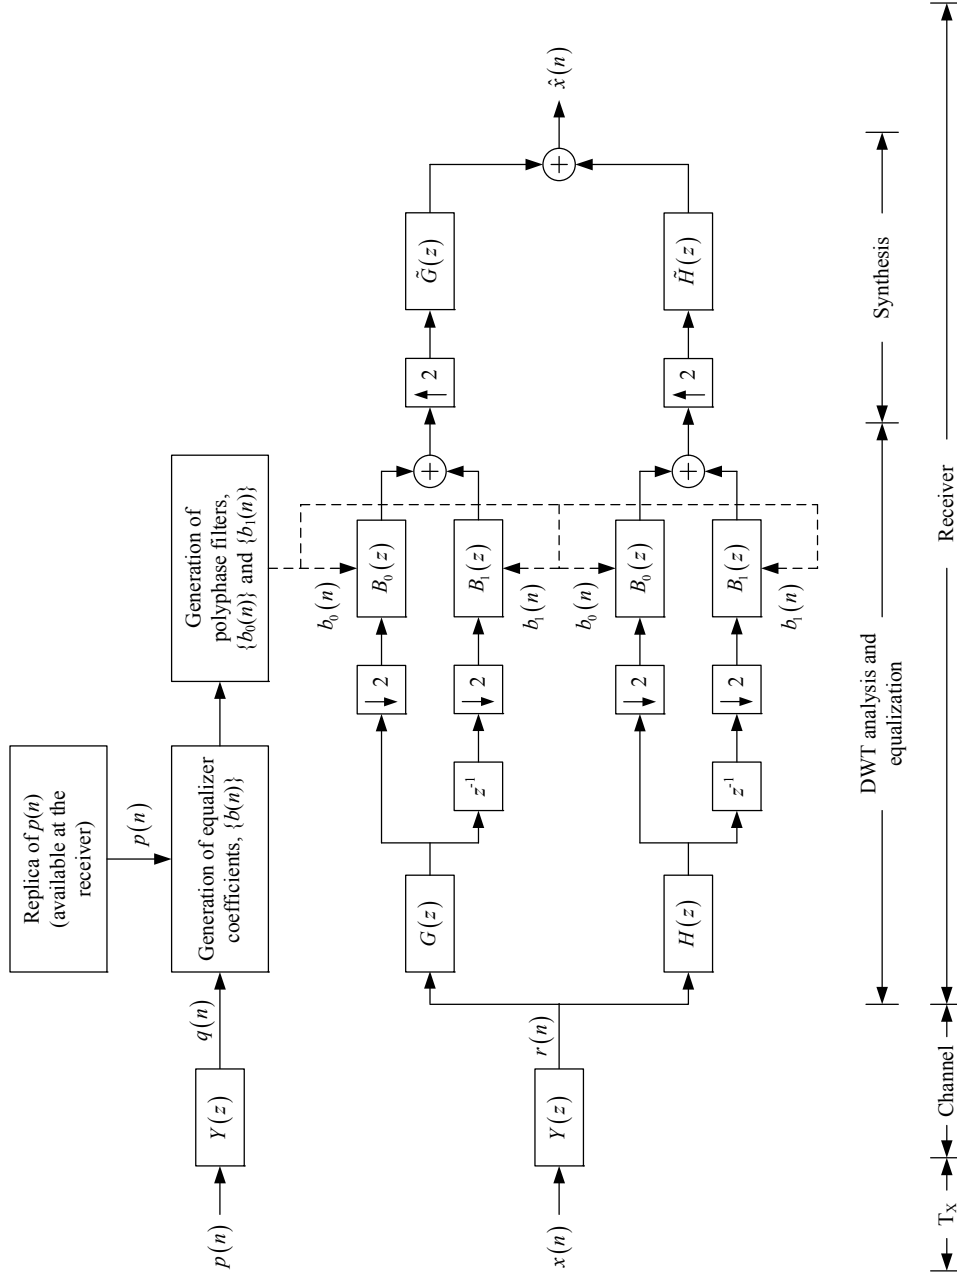 Replica of p(n)
(available at the
receiver)
p(n)
p(n)
Y(z)
q(n)
Generation of equalizer
coefficients, {b(n)}
Generation of
polyphase filters,
{b₀(n)} and {b₁(n)}
b₀(n)
↓ 2
B₀(z)
+
↑ 2
G̃(z)
G(z)
z⁻¹
↓ 2
B₁(z)
b₁(n)
x(n)
Y(z)
r(n)
+
x̂(n)
b₀(n)
↓ 2
B₀(z)
+
↑ 2
H̃(z)
H(z)
z⁻¹
↓ 2
B₁(z)
b₁(n)
DWT analysis and
equalization
Synthesis
Tₓ
Channel
Receiver